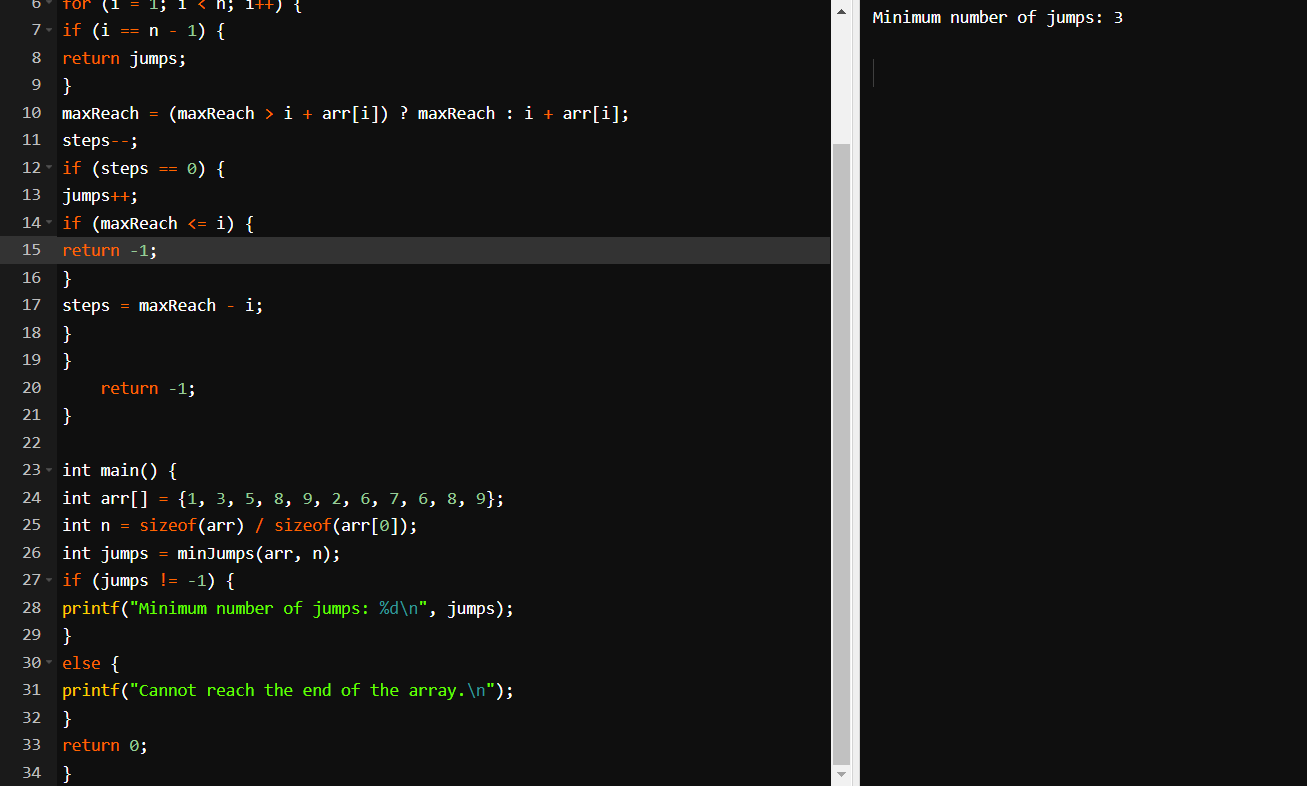 6 for (i = 1; i < n; i++) {
7 if (i == n - 1) {
8 return jumps;
9 }
10 maxReach = (maxReach > i + arr[i]) ? maxReach : i + arr[i];
11 steps--;
12 if (steps == 0) {
13 jumps++;
14 if (maxReach <= i) {
15 return -1;
16 }
17 steps = maxReach - i;
18 }
19 }
20     return -1;
21 }
22
23 int main() {
24 int arr[] = {1, 3, 5, 8, 9, 2, 6, 7, 6, 8, 9};
25 int n = sizeof(arr) / sizeof(arr[0]);
26 int jumps = minJumps(arr, n);
27 if (jumps != -1) {
28 printf("Minimum number of jumps: %d\n", jumps);
29 }
30 else {
31 printf("Cannot reach the end of the array.\n");
32 }
33 return 0;
34 }
Minimum number of jumps: 3